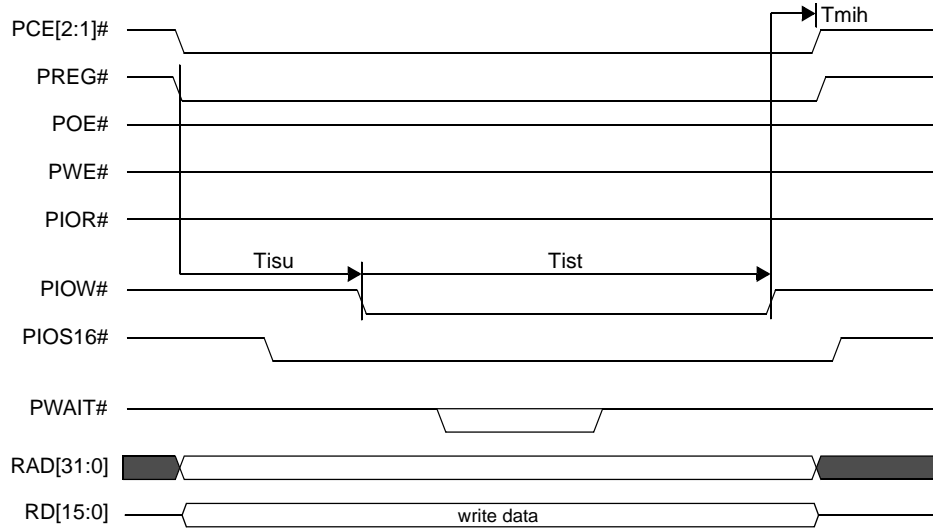 Tmih
PCE[2:1]#
PREG#
POE#
PWE#
PIOR#
Tisu Tist
PIOW#
PIOS16#
PWAIT#
RAD[31:0]
RD[15:0] write data